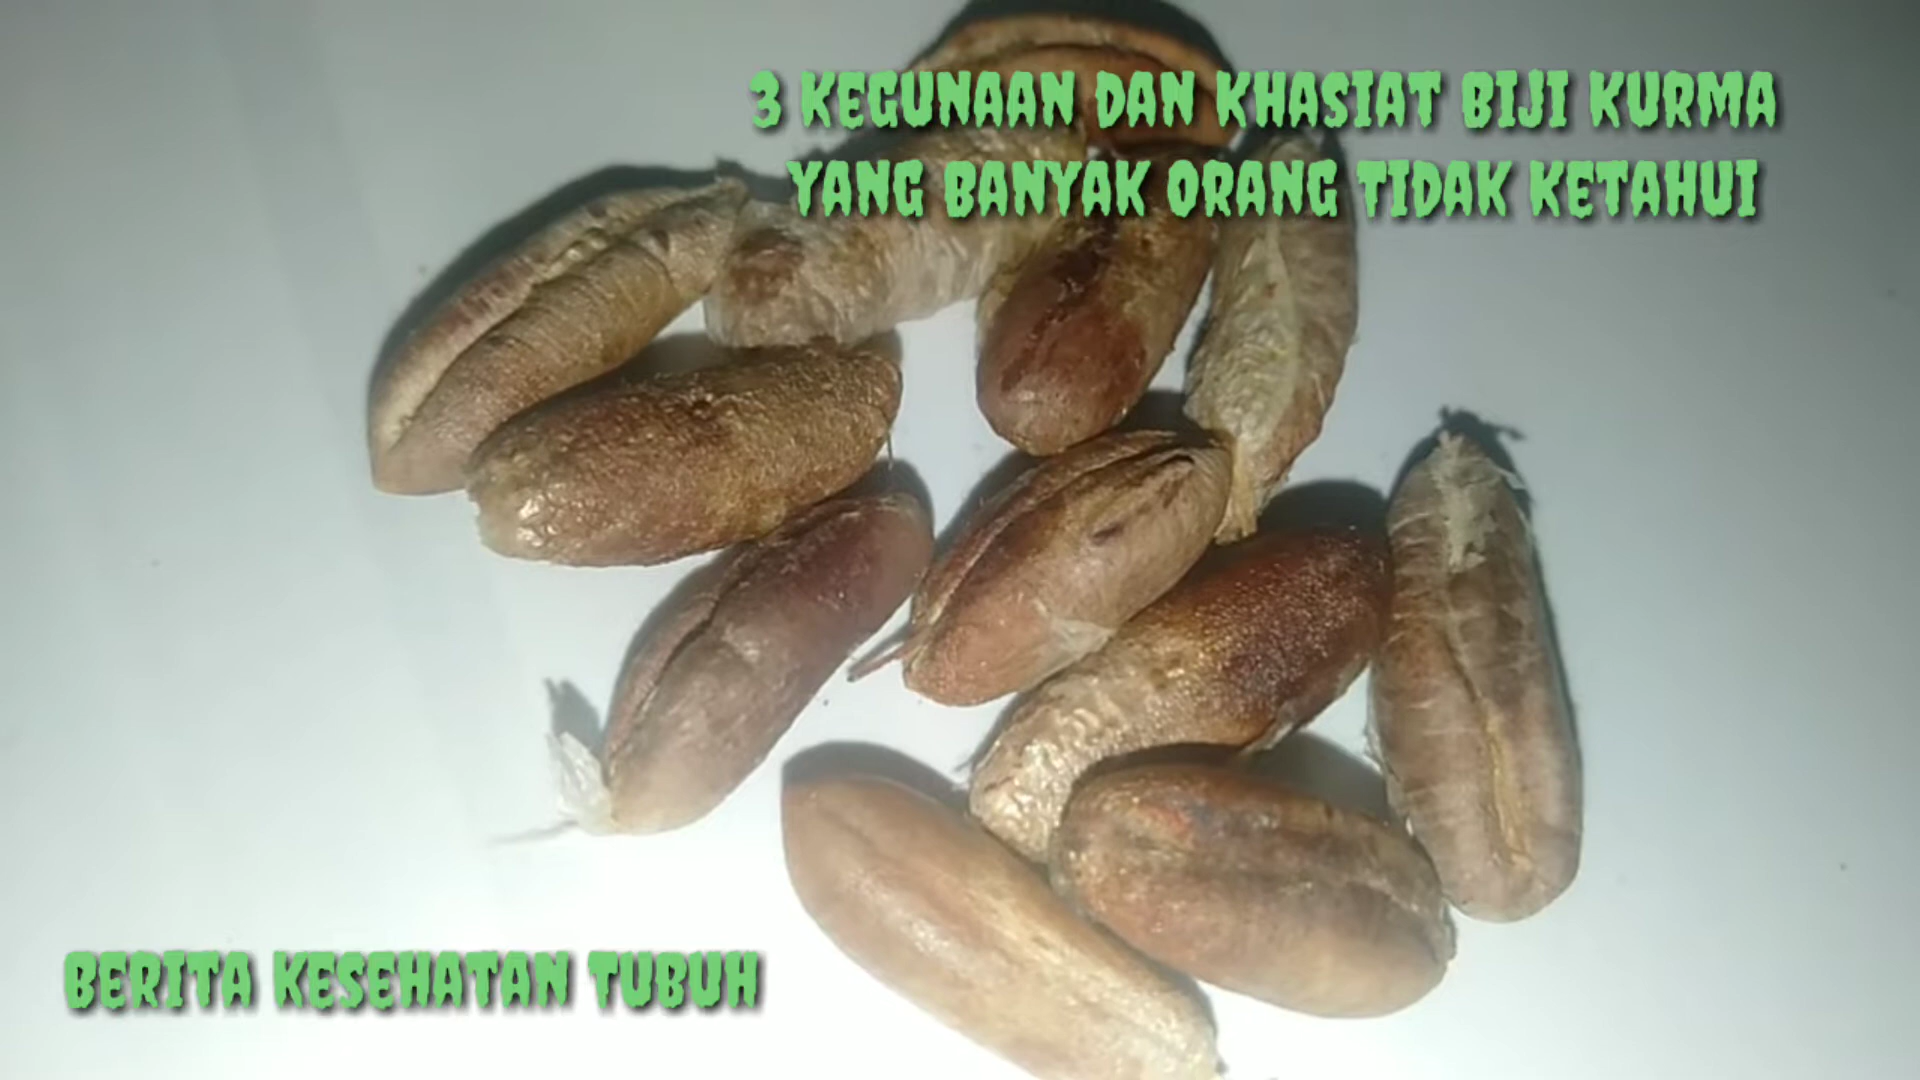 3 KEGUNAAN DAN KHASIAT BIJI KURMA
YANG BANYAK ORANG TIDAK KETAHUI
BERITA KESEHATAN TUBUH